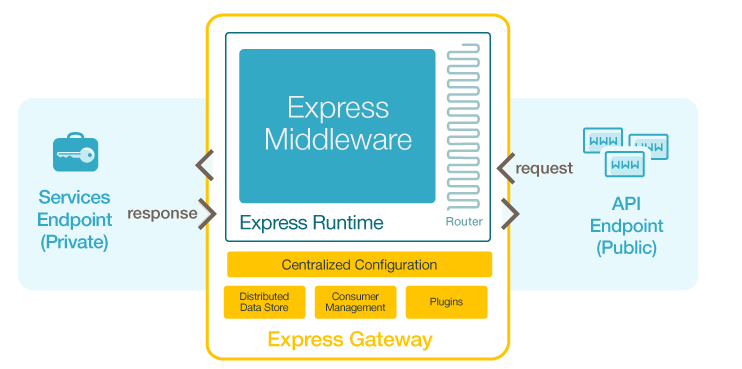 Express
Middleware
Express Runtime
Router
Services
Endpoint
(Private)
response
request
WWW
WWW
WWW
API
Endpoint
(Public)
Centralized Configuration
Distributed
Data Store
Consumer
Management
Plugins
Express Gateway